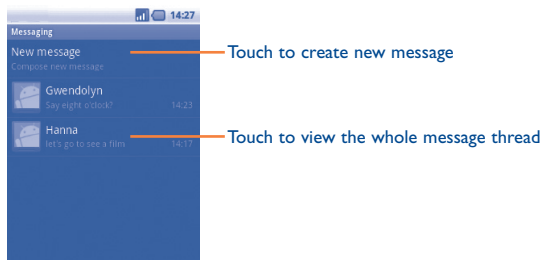 14:27
Messaging
New message
Compose new message
Touch to create new message
Gwendolyn
Say eight o'clock? 14:23
Hanna
let's go to see a film 14:17
Touch to view the whole message thread